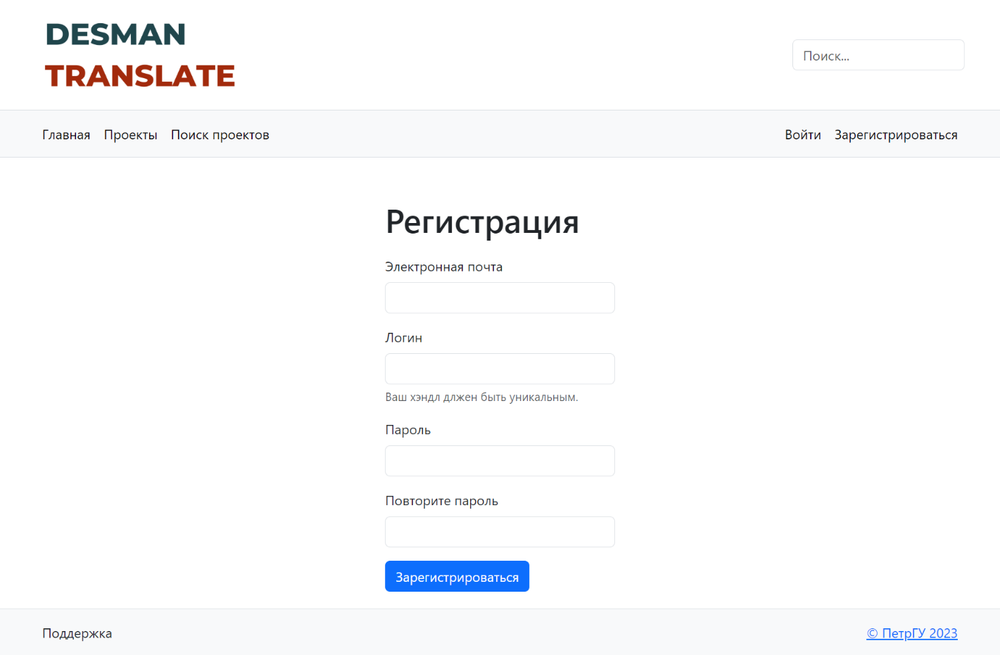 DESMAN
TRANSLATE
Поиск...
Главная Проекты Поиск проектов Войти Зарегистрироваться
Регистрация
Электронная почта
Логин
Ваш хэндл длжен быть уникальным.
Пароль
Повторите пароль
Зарегистрироваться
Поддержка © ПетрГУ 2023